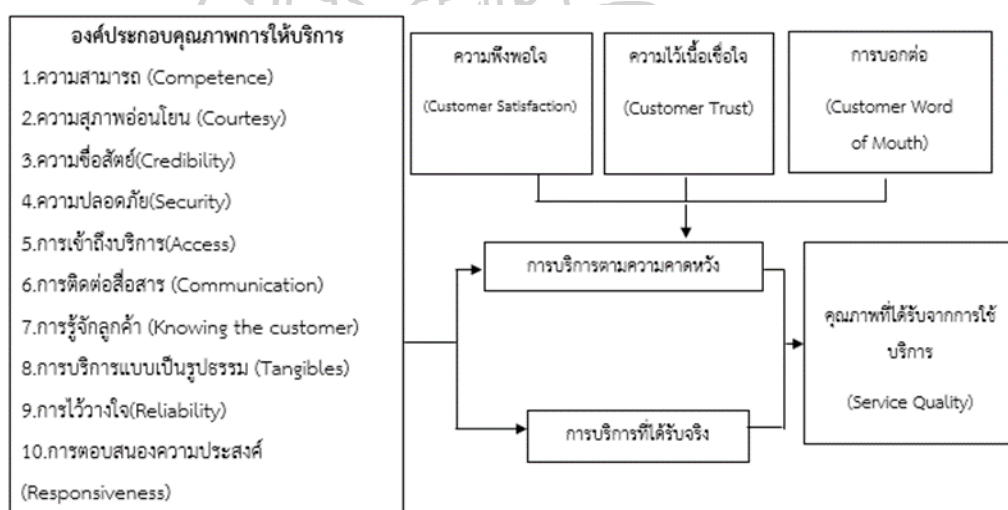 องค์ประกอบคุณภาพการให้บริการ
1.ความสามารถ (Competence)
2.ความสุภาพอ่อนโยน (Courtesy)
3.ความซื่อสัตย์(Credibility)
4.ความปลอดภัย(Security)
5.การเข้าถึงบริการ(Access)
6.การติดต่อสื่อสาร (Communication)
7.การรู้จักลูกค้า (Knowing the customer)
8.การบริการแบบเป็นรูปธรรม (Tangibles)
9.การไว้วางใจ(Reliability)
10.การตอบสนองความประสงค์
(Responsiveness)
ความพึงพอใจ
(Customer Satisfaction)
ความไว้เนื้อเชื่อใจ
(Customer Trust)
การบอกต่อ
(Customer Word
of Mouth)
การบริการตามความคาดหวัง
การบริการที่ได้รับจริง
คุณภาพที่ได้รับจากการใช้
บริการ
(Service Quality)